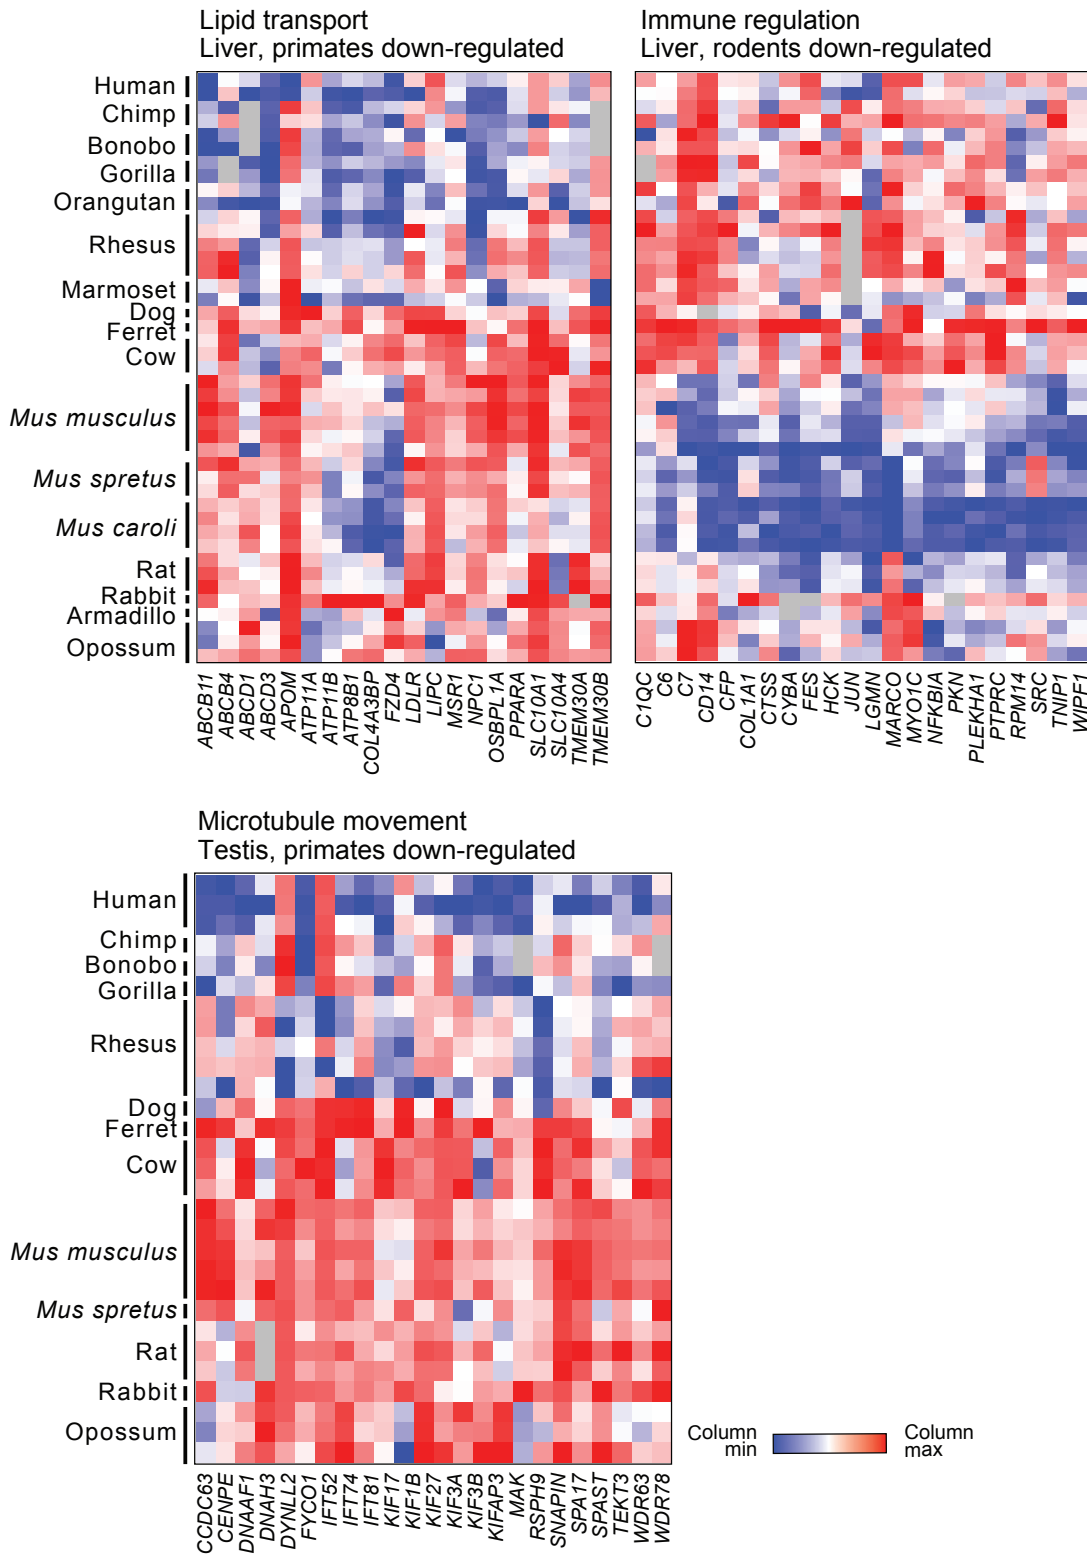 Lipid transport
Liver, primates down-regulated
Immune regulation
Liver, rodents down-regulated
Human
Chimp
Bonobo
Gorilla
Orangutan
Rhesus
Marmoset
Dog
Ferret
Cow
Mus musculus
Mus spretus
Mus caroli
Rat
Rabbit
Armadillo
Opossum
ABCB11
ABCB4
ABCD1
ABCD3
APOM
ATP11A
ATP11B
ATP8B1
COL4A3BP
FZD4
LDLR
LIPC
MSR1
NPC1
OSBPL1A
PPARA
SLC10A1
SLC10A4
TMEM30A
TMEM30B
C1QC
C6
C7
CD14
CFP
COL1A1
CTSS
CYBA
FES
HCK
JUN
LGMN
MARCO
MYO1C
NFKBIA
PKN
PLEKHA1
PTPRC
RPM14
SRC
TNIP1
WIPF1
Microtubule movement
Testis, primates down-regulated
Human
Chimp
Bonobo
Gorilla
Rhesus
Dog
Ferret
Cow
Mus musculus
Mus spretus
Rat
Rabbit
Opossum
CCDC63
CENPE
DNAAF1
DNAH3
DYNLL2
FYCO1
IFT52
IFT74
IFT81
KIF17
KIF1B
KIF27
KIF3A
KIF3B
KIFAP3
MAK
RSPH9
SNAPIN
SPA17
SPAST
TEKT3
WDR63
WDR78
Column min
Column max